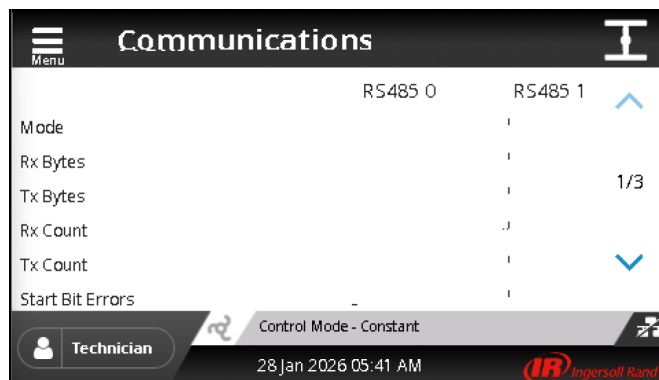 Communications
Menu
RS485 0 RS485 1
Mode
Rx Bytes
1/3
Tx Bytes
Rx Count
Tx Count
Start Bit Errors
Control Mode - Constant
Technician
28 Jan 2026 05:41 AM
IR Ingersoll Rand